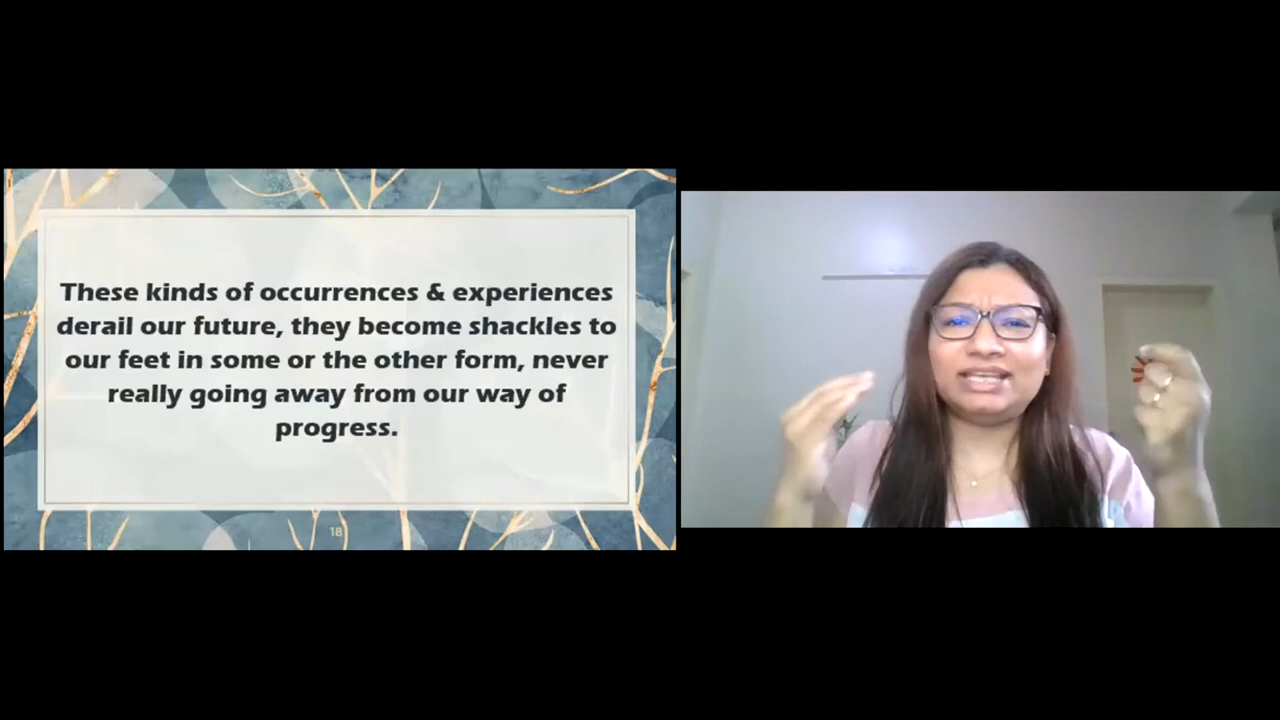 These kinds of occurrences & experiences
derail our future, they become shackles to
our feet in some or the other form, never
really going away from our way of
progress.
18